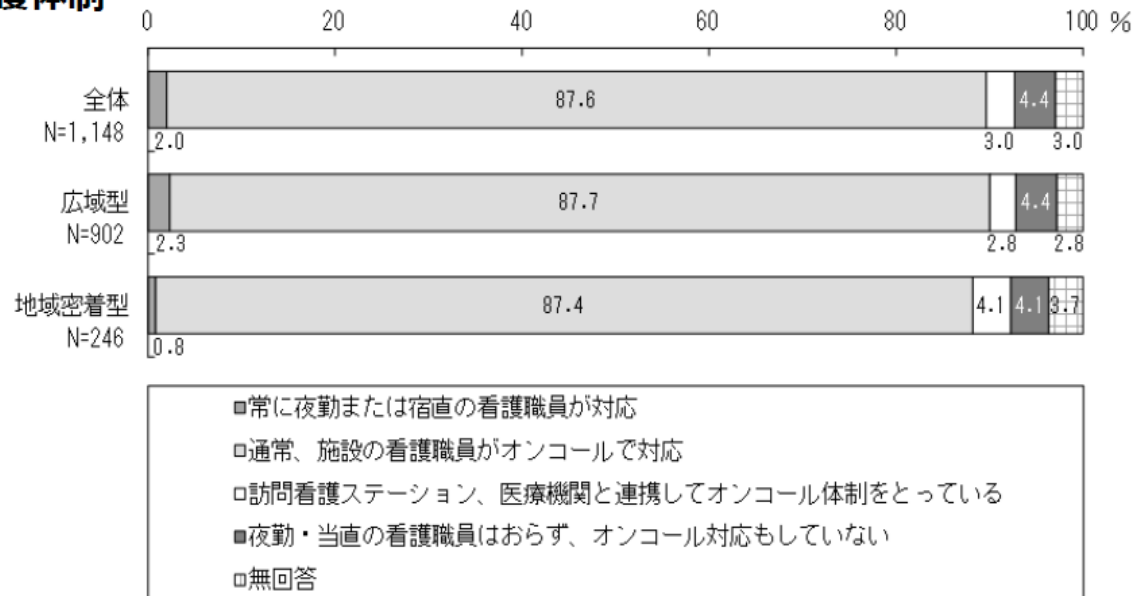 0 20 40 60 80 100 %
全体 87.6 4.4
N=1,148 2.0 3.0 3.0
広域型 87.7 4.4
N=902 2.3 2.8 2.8
地域密着型 87.4 4.1 4.1 3.7
N=246 0.8
常に夜勤または宿直の看護職員が対応
通常、施設の看護職員がオンコールで対応
訪問看護ステーション、医療機関と連携してオンコール体制をとっている
夜勤・当直の看護職員はおらず、オンコール対応もしていない
無回答